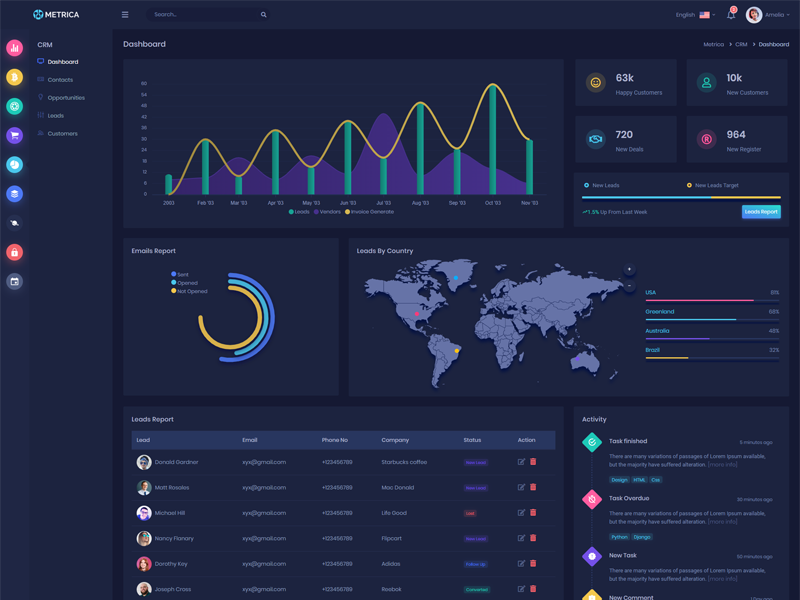 METRICA
Search..
English
2
Amelia
CRM
Dashboard
Contacts
Opportunities
Leads
Customers
Dashboard
Metrica > CRM > Dashboard
60
54
48
42
36
30
24
18
12
6
0
2003 Feb '03 Mar '03 Apr '03 May '03 Jun '03 Jul '03 Aug '03 Sep '03 Oct '03 Nov '03
Leads Vendors Invoice Generate
63k
Happy Customers
10k
New Customers
720
New Deals
964
New Register
New Leads New Leads Target
1.5% Up From Last Week
Leads Report
Emails Report
Sent
Opened
Not Opened
Leads By Country
+
-
USA 81%
Greenland 68%
Australia 48%
Brazil 32%
Leads Report
Lead Email Phone No Company Status Action
Donald Gardner xyx@gmail.com +123456789 Starbucks coffee New Lead
Matt Rosales xyx@gmail.com +123456789 Mac Donald New Lead
Michael Hill xyx@gmail.com +123456789 Life Good Lost
Nancy Flanary xyx@gmail.com +123456789 Flipcart New Lead
Dorothy Key xyx@gmail.com +123456789 Adidas Follow Up
Joseph Cross xyx@gmail.com +123456789 Reebok Converted
Activity
Task finished 5 minutes ago
There are many variations of passages of Lorem Ipsum available,
but the majority have suffered alteration. [more info]
Design HTML Css
Task Overdue 30 minutes ago
There are many variations of passages of Lorem Ipsum available,
but the majority have suffered alteration. [more info]
Python Django
New Task 50 minutes ago
There are many variations of passages of Lorem Ipsum available,
but the majority have suffered alteration. [more info]
New Comment